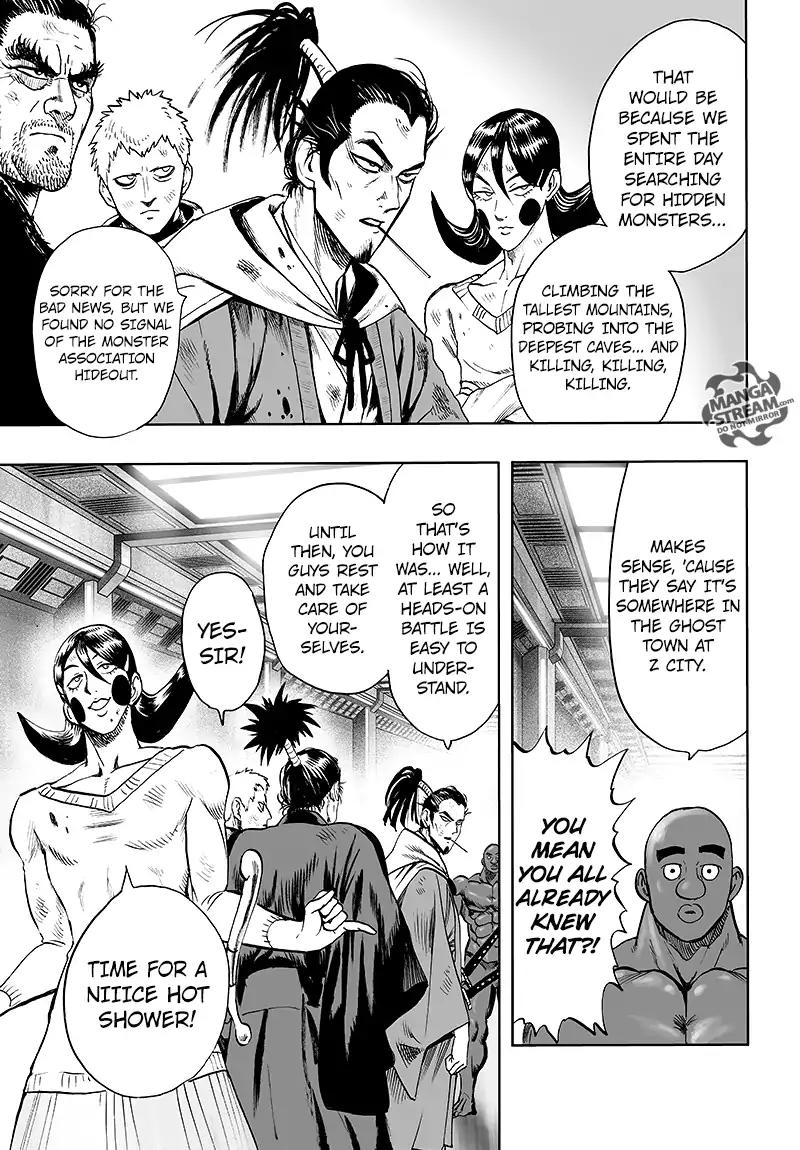 THAT
WOULD BE
BECAUSE WE
SPENT THE
ENTIRE DAY
SEARCHING
FOR HIDDEN
MONSTERS...
CLIMBING THE
TALLEST MOUNTAINS,
PROBING INTO THE
DEEPEST CAVES... AND
KILLING, KILLING,
KILLING.
SORRY FOR THE
BAD NEWS, BUT WE
FOUND NO SIGNAL
OF THE MONSTER
ASSOCIATION
HIDEOUT.
MANGA
STREAM.com
DO NOT MIRROR
MAKES
SENSE, 'CAUSE
THEY SAY IT'S
SOMEWHERE IN
THE GHOST
TOWN AT
Z CITY.
YOU
MEAN
YOU ALL
ALREADY
KNEW
THAT?!
SO
THAT'S
HOW IT
WAS... WELL,
AT LEAST A
HEADS-ON
BATTLE IS
EASY TO
UNDER-
STAND.
UNTIL
THEN, YOU
GUYS REST
AND TAKE
CARE OF
YOUR-
SELVES.
YES-
SIR!
TIME FOR A
NIIICE HOT
SHOWER!